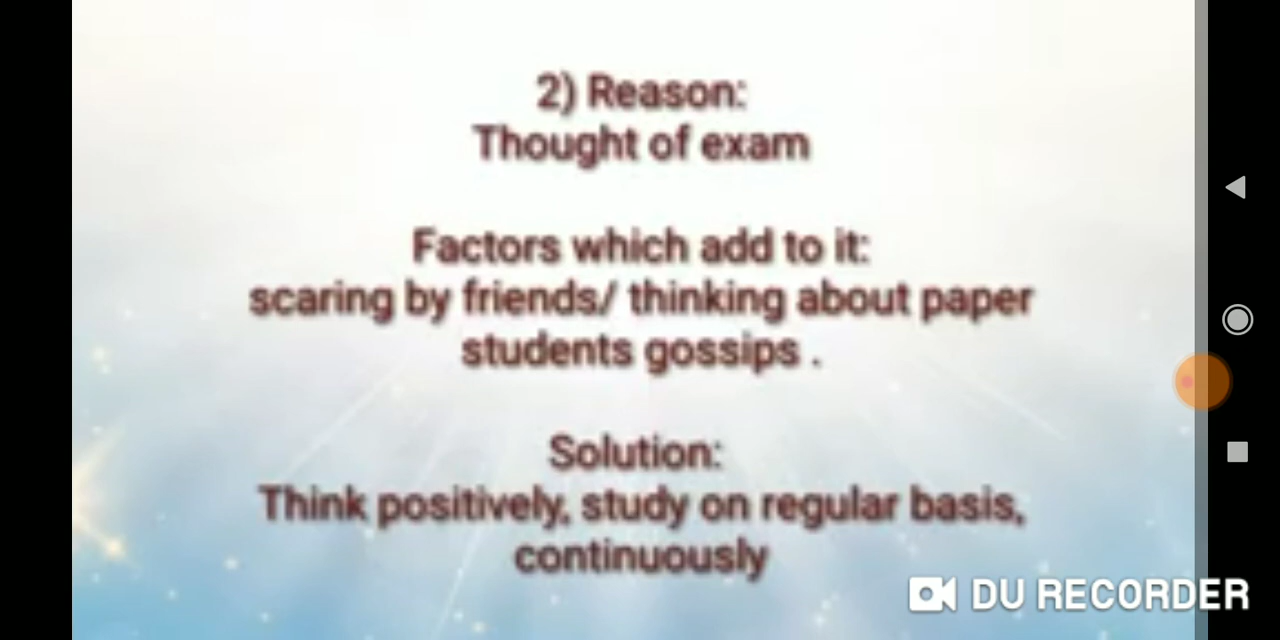 2) Reason:
Thought of exam
Factors which add to it:
scaring by friends/ thinking about paper
students gossips .
Solution:
Think positively, study on regular basis,
continuously
DU RECORDER